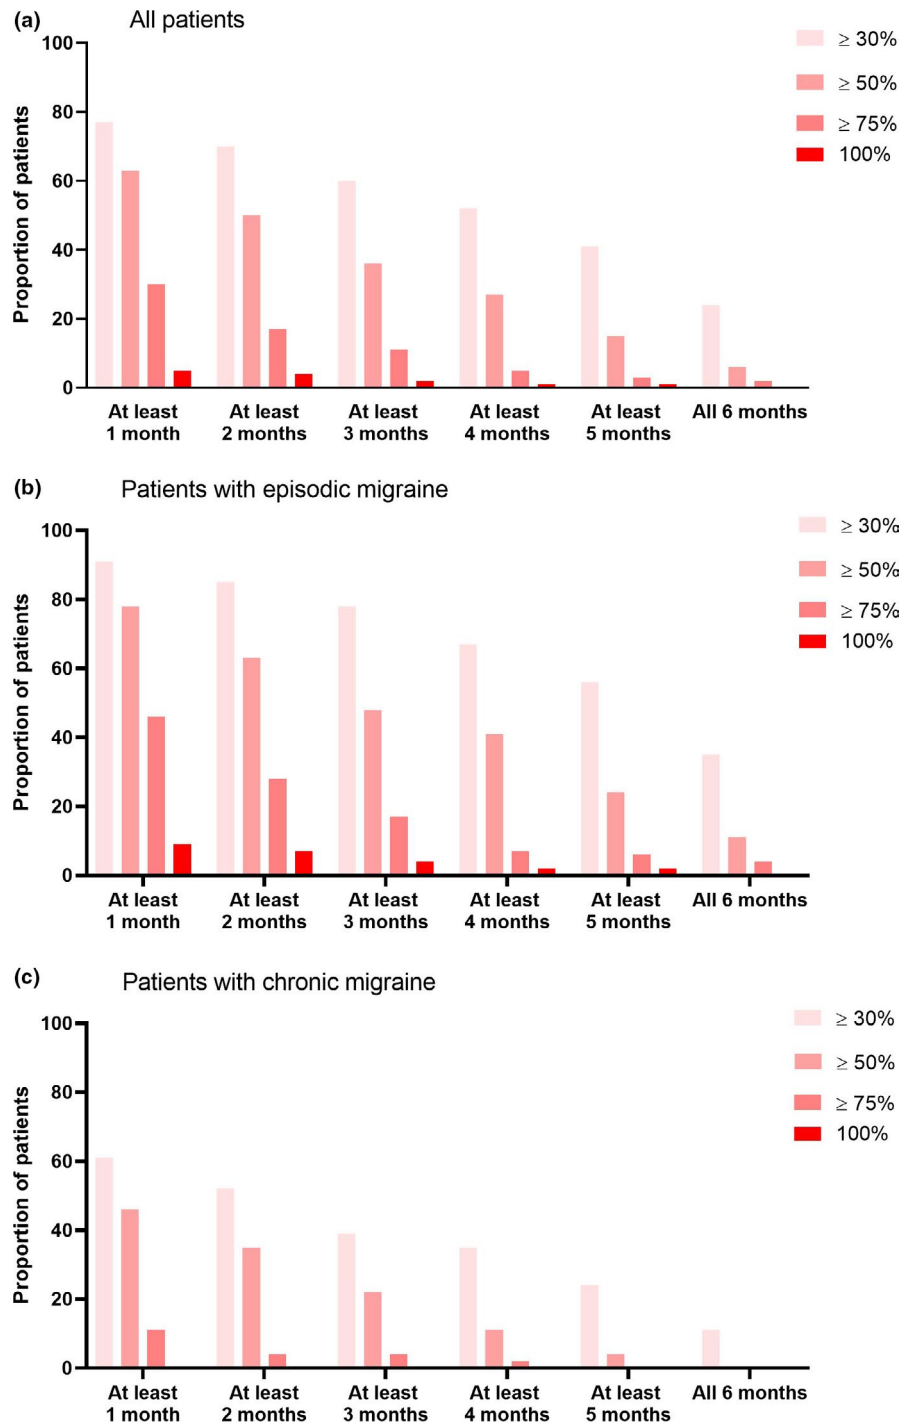 (a) All patients
≥ 30%
≥ 50%
≥ 75%
100%
Proportion of patients
100
80
60
40
20
0
At least
1 month
At least
2 months
At least
3 months
At least
4 months
At least
5 months
All 6 months
(b) Patients with episodic migraine
≥ 30%
≥ 50%
≥ 75%
100%
Proportion of patients
100
80
60
40
20
0
At least
1 month
At least
2 months
At least
3 months
At least
4 months
At least
5 months
All 6 months
(c) Patients with chronic migraine
≥ 30%
≥ 50%
≥ 75%
100%
Proportion of patients
100
80
60
40
20
0
At least
1 month
At least
2 months
At least
3 months
At least
4 months
At least
5 months
All 6 months